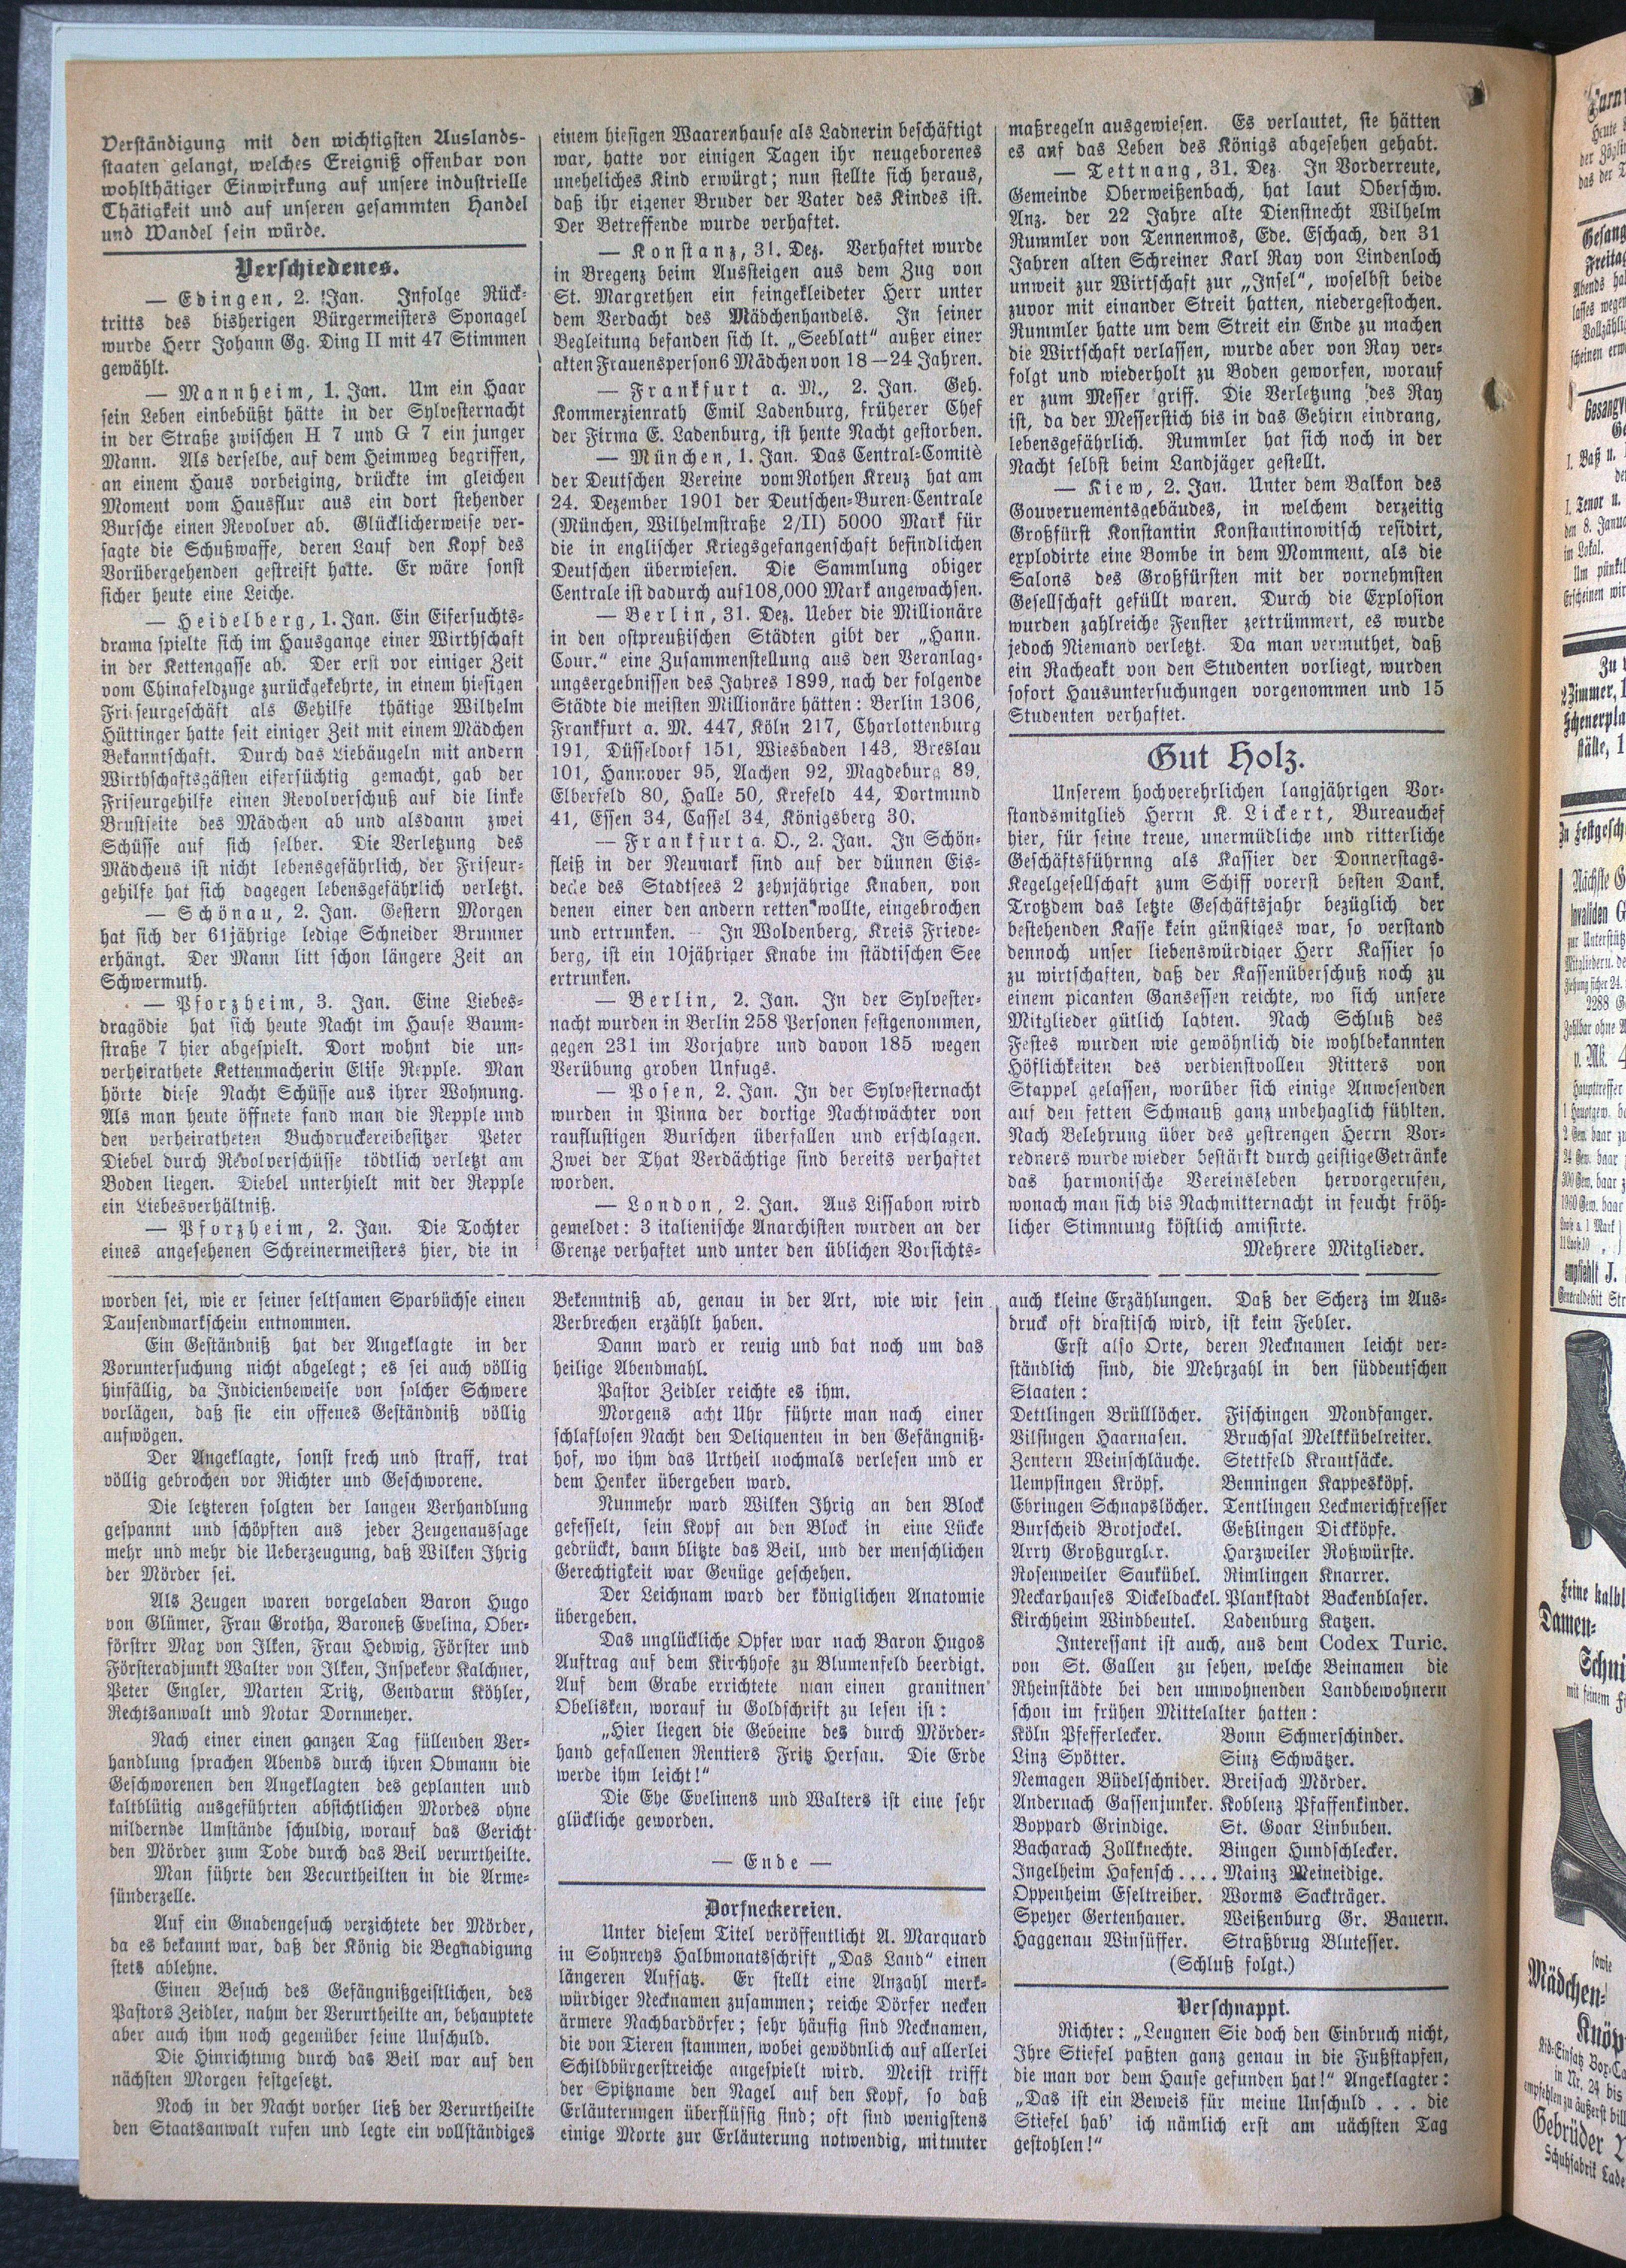 Verständigung mit den wichtigsten Auslands-
staaten gelangt, welches Ereigniß offenbar von
wohlthätiger Einwirkung auf unsere industrielle
Thätigkeit und auf unseren gesammten Handel
und Wandel sein würde.
Verschiedenes.
— Edingen, 2. Jan. Infolge Rück-
tritts des bisherigen Bürgermeisters Sponagel
wurde Herr Johann Gg. Ding II mit 47 Stimmen
gewählt.
— Mannheim, 1. Jan. Um ein Haar
sein Leben einbebüßt hätte in der Sylvesternacht
in der Straße zwischen H 7 und G 7 ein junger
Mann. Als derselbe, auf dem Heimweg begriffen,
an einem Haus vorbeiging, drückte im gleichen
Moment vom Hausflur aus ein dort stehender
Bursche einen Revolver ab. Glücklicherweise ver-
sagte die Schußwaffe, deren Lauf den Kopf des
Vorübergehenden gestreift hatte. Er wäre sonst
sicher heute eine Leiche.
— Heidelberg, 1. Jan. Ein Eifersuchts-
drama spielte sich im Hausgange einer Wirthschaft
in der Kettengasse ab. Der erst vor einiger Zeit
vom Chinafeldzuge zurückgekehrte, in einem hiesigen
Friseurgeschäft als Gehilfe thätige Wilhelm
Hüttinger hatte seit einiger Zeit mit einem Mädchen
Bekanntschaft. Durch das Liebäugeln mit andern
Wirthschaftsgästen eifersüchtig gemacht, gab der
Friseurgehilfe einen Revolverschuß auf die linke
Brustseite des Mädchen ab und alsdann zwei
Schüsse auf sich selber. Die Verletzung des
Mädchens ist nicht lebensgefährlich, der Friseur-
gehilfe hat sich dagegen lebensgefährlich verletzt.
— Schönau, 2. Jan. Gestern Morgen
hat sich der 61jährige ledige Schneider Brunner
erhängt. Der Mann litt schon längere Zeit an
Schwermuth.
— Pforzheim, 3. Jan. Eine Liebes-
dragödie hat sich heute Nacht im Hause Baum-
straße 7 hier abgespielt. Dort wohnt die un-
verheirathete Kettenmacherin Elise Repple. Man
hörte diese Nacht Schüsse aus ihrer Wohnung.
Als man heute öffnete fand man die Repple und
den verheiratheten Buchdruckereibesitzer Peter
Diebel durch Revolverschüsse tödtlich verletzt am
Boden liegen. Diebel unterhielt mit der Repple
ein Liebesverhältniß.
— Pforzheim, 2. Jan. Die Tochter
eines angesehenen Schreinermeisters hier, die in
einem hiesigen Waarenhause als Ladnerin beschäftigt
war, hatte vor einigen Tagen ihr neugeborenes
uneheliches Kind erwürgt; nun stellte sich heraus,
daß ihr eigener Bruder der Vater des Kindes ist.
Der Betreffende wurde verhaftet.
— Konstanz, 31. Dez. Verhaftet wurde
in Bregenz beim Aussteigen aus dem Zug von
St. Margrethen ein feingekleideter Herr unter
dem Verdacht des Mädchenhandels. In seiner
Begleitung befanden sich lt. „Seeblatt“ außer einer
alten Frauensperson 6 Mädchen von 18—24 Jahren.
— Frankfurt a. M., 2. Jan. Geh.
Kommerzienrath Emil Ladenburg, früherer Chef
der Firma E. Ladenburg, ist hente Nacht gestorben.
— München, 1. Jan. Das Central-Comitè
der Deutschen Vereine vom Rothen Kreuz hat am
24. Dezember 1901 der Deutschen-Buren-Centrale
(München, Wilhelmstraße 2/II) 5000 Mark für
die in englischer Kriegsgefangenschaft befindlichen
Deutschen überwiesen. Die Sammlung obiger
Centrale ist dadurch auf 108,000 Mark angewachsen.
— Berlin, 31. Dez. Ueber die Millionäre
in den ostpreußischen Städten gibt der „Hann.
Cour.“ eine Zusammenstellung aus den Veranlag-
ungsergebnissen des Jahres 1899, nach der folgende
Städte die meisten Millionäre hätten: Berlin 1306,
Frankfurt a. M. 447, Köln 217, Charlottenburg
191, Düsseldorf 151, Wiesbaden 143, Breslau
101, Hannover 95, Aachen 92, Magdeburg 89,
Elberfeld 80, Halle 50, Krefeld 44, Dortmund
41, Essen 34, Cassel 34, Königsberg 30.
— Frankfurt a. O., 2. Jan. In Schön-
fleiß in der Neumark sind auf der dünnen Eis-
decke des Stadtsees 2 zehnjährige Knaben, von
denen einer den andern retten wollte, eingebrochen
und ertrunken. — In Woldenberg, Kreis Friede-
berg, ist ein 10jähriger Knabe im städtischen See
ertrunken.
— Berlin, 2. Jan. In der Sylvester-
nacht wurden in Berlin 258 Personen festgenommen,
gegen 231 im Vorjahre und davon 185 wegen
Verübung groben Unfugs.
— Posen, 2. Jan. In der Sylvesternacht
wurden in Pinna der dortige Nachtwächter von
rauflustigen Burschen überfallen und erschlagen.
Zwei der That Verdächtige sind bereits verhaftet
worden.
— London, 2. Jan. Aus Lissabon wird
gemeldet: 3 italienische Anarchisten wurden an der
Grenze verhaftet und unter den üblichen Vorsichts-
maßregeln ausgewiesen. Es verlautet, sie hätten
es auf das Leben des Königs abgesehen gehabt.
— Tettnang, 31. Dez. In Vorderreute,
Gemeinde Oberweißenbach, hat laut Oberschw.
Anz. der 22 Jahre alte Dienstnecht Wilhelm
Rummler von Tennenmos, Ede. Eschach, den 31
Jahren alten Schreiner Karl Ray von Lindenloch
unweit zur Wirtschaft zur „Insel“, woselbst beide
zuvor mit einander Streit hatten, niedergestochen.
Rummler hatte um dem Streit ein Ende zu machen
die Wirtschaft verlassen, wurde aber von Ray ver-
folgt und wiederholt zu Boden geworfen, worauf
er zum Messer griff. Die Verletzung des Ray
ist, da der Messerstich bis in das Gehirn eindrang,
lebensgefährlich. Rummler hat sich noch in der
Nacht selbst beim Landjäger gestellt.
— Kiew, 2. Jan. Unter dem Balkon des
Gouvernementsgebäudes, in welchem derzeitig
Großfürst Konstantin Konstantinowitsch residirt,
explodirte eine Bombe in dem Momment, als die
Salons des Großfürsten mit der vornehmsten
Gesellschaft gefüllt waren. Durch die Explosion
wurden zahlreiche Fenster zertrümmert, es wurde
jedoch Niemand verletzt. Da man vermuthet, daß
ein Racheakt von den Studenten vorliegt, wurden
sofort Hausuntersuchungen vorgenommen und 15
Studenten verhaftet.
Gut Holz.
Unserem hochverehrlichen langjährigen Vor-
standsmitglied Herrn K. Lickert, Bureauchef
hier, für seine treue, unermüdliche und ritterliche
Geschäftsführnng als Kassier der Donnerstags-
Kegelgesellschaft zum Schiff vorerst besten Dank.
Trotzdem das letzte Geschäftsjahr bezüglich der
bestehenden Kasse kein günstiges war, so verstand
dennoch unser liebenswürdiger Herr Kassier so
zu wirtschaften, daß der Kassenüberschuß noch zu
einem picanten Gansessen reichte, wo sich unsere
Mitglieder gütlich labten. Nach Schluß des
Festes wurden wie gewöhnlich die wohlbekannten
Höflichkeiten des verdienstvollen Ritters von
Stappel gelassen, worüber sich einige Anwesenden
auf den fetten Schmauß ganz unbehaglich fühlten.
Nach Belehrung über des gestrengen Herrn Vor-
redners wurde wieder bestärkt durch geistige Getränke
das harmonische Vereinsleben hervorgerufen,
wonach man sich bis Nachmitternacht in feucht fröh-
licher Stimmung köstlich amisirte.
Mehrere Mitglieder.
worden sei, wie er seiner seltsamen Sparbüchse einen
Tausendmarkschein entnommen.
Ein Geständniß hat der Angeklagte in der
Voruntersuchung nicht abgelegt; es sei auch völlig
hinfällig, da Indicienbeweise von solcher Schwere
vorlägen, daß sie ein offenes Geständniß völlig
aufwögen.
Der Angeklagte, sonst frech und straff, trat
völlig gebrochen vor Richter und Geschworene.
Die letzteren folgten der langen Verhandlung
gespannt und schöpften aus jeder Zeugenaussage
mehr und mehr die Ueberzeugung, daß Wilken Ihrig
der Mörder sei.
Als Zeugen waren vorgeladen Baron Hugo
von Glümer, Frau Grotha, Baroneß Evelina, Ober-
förstrr Max von Ilken, Frau Hedwig, Förster und
Försteradjunkt Walter von Ilken, Inspekevr Kalchner,
Peter Engler, Marten Tritz, Gendarm Köhler,
Rechtsanwalt und Notar Dornmeyer.
Nach einer einen ganzen Tag füllenden Ver-
handlung sprachen Abends durch ihren Obmann die
Geschworenen den Angeklagten des geplanten und
kaltblütig ausgeführten absichtlichen Mordes ohne
mildernde Umstände schuldig, worauf das Gericht
den Mörder zum Tode durch das Beil verurtheilte.
Man führte den Vecurtheilten in die Arme-
sünderzelle.
Auf ein Gnadengesuch verzichtete der Mörder,
da es bekannt war, daß der König die Begnadigung
stets ablehne.
Einen Besuch des Gefängnißgeistlichen, des
Pastors Zeidler, nahm der Verurtheilte an, behauptete
aber auch ihm noch gegenüber seine Unschuld.
Die Hinrichtung durch das Beil war auf den
nächsten Morgen festgesetzt.
Noch in der Nacht vorher ließ der Verurtheilte
den Staatsanwalt rufen und legte ein vollständiges
Bekenntniß ab, genau in der Art, wie wir sein
Verbrechen erzählt haben.
Dann ward er reuig und bat noch um das
heilige Abendmahl.
Pastor Zeidler reichte es ihm.
Morgens acht Uhr führte man nach einer
schlaflosen Nacht den Deliquenten in den Gefängniß-
hof, wo ihm das Urtheil nochmals verlesen und er
dem Henker übergeben ward.
Nunmehr ward Wilken Ihrig an den Block
gefesselt, sein Kopf an den Block in eine Lücke
gedrückt, dann blitzte das Beil, und der menschlichen
Gerechtigkeit war Genüge geschehen.
Der Leichnam ward der königlichen Anatomie
übergeben.
Das unglückliche Opfer war nach Baron Hugos
Auftrag auf dem Kirchhofe zu Blumenfeld beerdigt.
Auf dem Grabe errichtete man einen granitnen
Obelisken, worauf in Goldschrift zu lesen ist:
„Hier liegen die Gebeine des durch Mörder-
hand gefallenen Rentiers Fritz Hersau. Die Erde
werde ihm leicht!“
Die Ehe Evelinens und Walters ist eine sehr
glückliche geworden.
— Ende —
Dorfneckereien.
Unter diesem Titel veröffentlicht A. Marquard
in Sohnreys Halbmonatsschrift „Das Land“ einen
längeren Aufsatz. Er stellt eine Anzahl merk-
würdiger Necknamen zusammen; reiche Dörfer necken
ärmere Nachbardörfer; sehr häufig sind Necknamen,
die von Tieren stammen, wobei gewöhnlich auf allerlei
Schildbürgerstreiche angespielt wird. Meist trifft
der Spitzname den Nagel auf den Kopf, so daß
Erläuterungen überflüssig sind; oft sind wenigstens
einige Morte zur Erläuterung notwendig, mitunter
auch kleine Erzählungen. Daß der Scherz im Aus-
druck oft drastisch wird, ist kein Fehler.
Erst also Orte, deren Necknamen leicht ver-
ständlich sind, die Mehrzahl in den süddeutschen
Staaten:
Dettlingen Brülllöcher. Fischingen Mondfanger.
Vilsingen Haarnasen. Bruchsal Melkkübelreiter.
Zentern Weinschläuche. Stettfeld Krautsäcke.
Uempfingen Kröpf. Benningen Kappesköpf.
Ebringen Schnapslöcher. Tentlingen Leckmerichfresser
Burscheid Brotjockel. Geßlingen Dickköpfe.
Arry Großgurgler. Harzweiler Roßwürste.
Rosenweiler Saukübel. Rimlingen Knarrer.
Neckarhauses Dickeldackel. Plankstadt Backenblaser.
Kirchheim Windbeutel. Ladenburg Katzen.
Interessant ist auch, aus dem Codex Turic.
von St. Gallen zu sehen, welche Beinamen die
Rheinstädte bei den umwohnenden Landbewohnern
schon im frühen Mittelalter hatten:
Köln Pfefferlecker. Bonn Schmerschinder.
Linz Spötter. Sinz Schwätzer.
Remagen Büdelschnider. Breisach Mörder.
Andernach Gassenjunker. Koblenz Pfaffenkinder.
Boppard Grindige. St. Goar Linbuben.
Bacharach Zollknechte. Bingen Hundschlecker.
Ingelheim Hafensch.... Mainz Meineidige.
Oppenheim Eseltreiber. Worms Sackträger.
Speyer Gertenhauer. Weißenburg Gr. Bauern.
Haggenau Winsüffer. Straßbrug Blutesser.
(Schluß folgt.)
Verschnappt.
Richter: „Leugnen Sie doch den Einbruch nicht,
Ihre Stiefel paßten ganz genau in die Fußstapfen,
die man vor dem Hause gefunden hat!“ Angeklagter:
„Das ist ein Beweis für meine Unschuld . . . die
Stiefel hab' ich nämlich erst am nächsten Tag
gestohlen!“